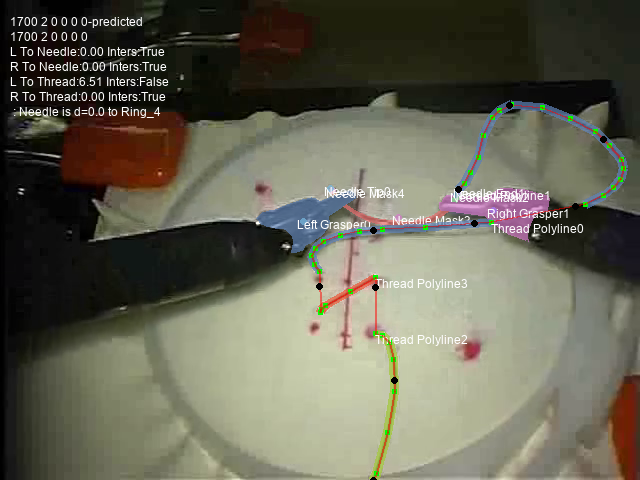 1700 2 0 0 0 0-predicted
1700 2 0 0 0 0
L To Needle:0.00 Inters:True
R To Needle:0.00 Inters:True
L To Thread:6.51 Inters:False
R To Thread:0.00 Inters:True
: Needle is d=0.0 to Ring_4
Needle Tip0
Needle Mask4
Needle End1
Needle Mask2
Needle Mask3
Right Grasper1
Left Grasper0
Thread Polyline0
Thread Polyline3
Thread Polyline2